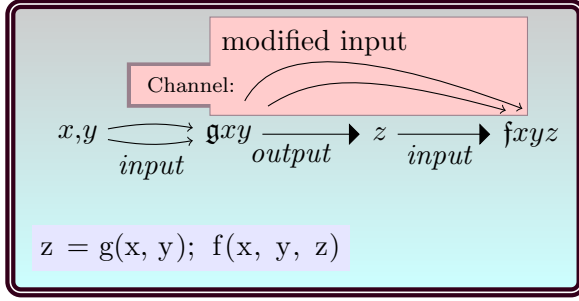 modified input
Channel:
x,y 𝔤xy z 𝔣xyz
input output input
z = g(x, y); f(x, y, z)